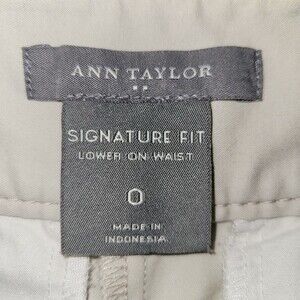 ANN TAYLOR
SIGNATURE FIT
LOWER ON WAIST
0
MADE IN
INDONESIA